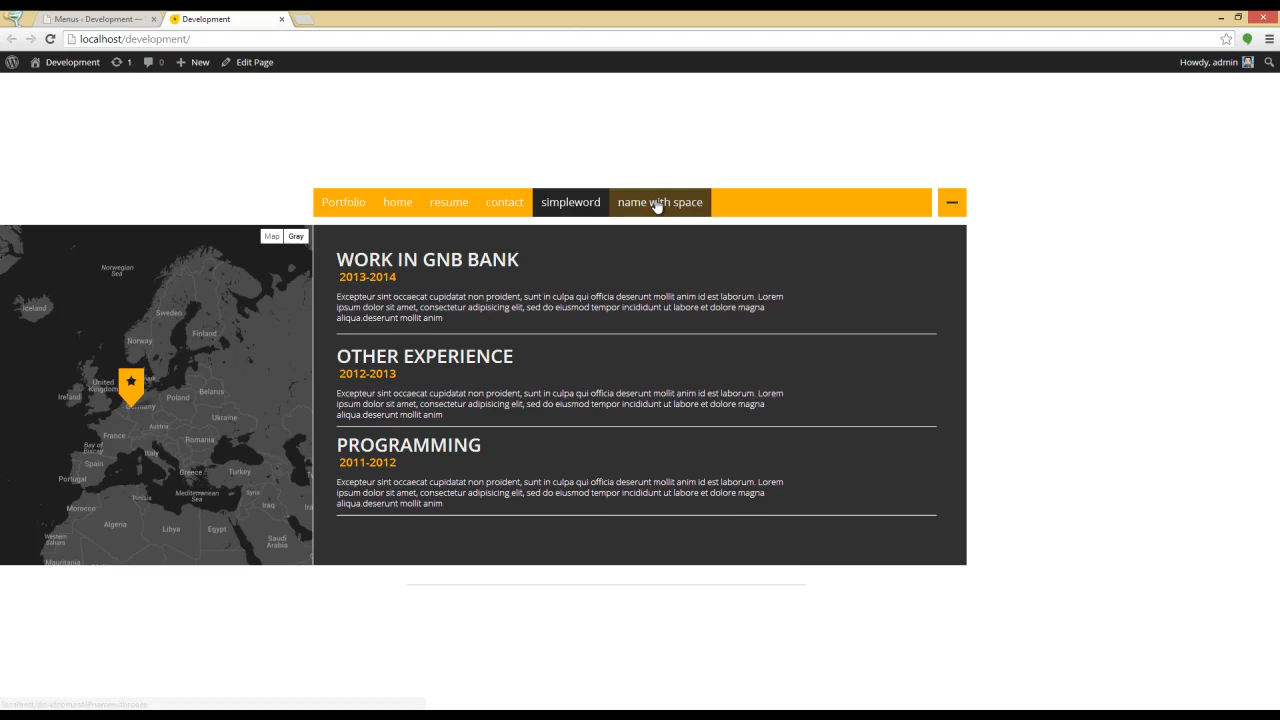 Menus ‹ Development —
Development
localhost/development/
Development
1
0
New
Edit Page
Howdy, admin
Portfolio
home
resume
contact
simpleword
name with space
Map
Gray
Norwegian
Sea
Iceland
Sweden
Finland
Norway
United
Kingdom
Ireland
Belarus
Poland
Germany
Ukraine
France
Austria
Romania
Bay of
Biscay
Italy
Spain
Greece
Turkey
Portugal
Mediterranean
Sea
Syria
Tunisia
Iraq
Morocco
Algeria
Libya
Egypt
Western
Sahara
Saudi
Arabia
Mauritania
WORK IN GNB BANK
2013-2014
Excepteur sint occaecat cupidatat non proident, sunt in culpa qui officia deserunt mollit anim id est laborum. Lorem
ipsum dolor sit amet, consectetur adipisicing elit, sed do eiusmod tempor incididunt ut labore et dolore magna
aliqua.deserunt mollit anim
OTHER EXPERIENCE
2012-2013
Excepteur sint occaecat cupidatat non proident, sunt in culpa qui officia deserunt mollit anim id est laborum. Lorem
ipsum dolor sit amet, consectetur adipisicing elit, sed do eiusmod tempor incididunt ut labore et dolore magna
aliqua.deserunt mollit anim
PROGRAMMING
2011-2012
Excepteur sint occaecat cupidatat non proident, sunt in culpa qui officia deserunt mollit anim id est laborum. Lorem
ipsum dolor sit amet, consectetur adipisicing elit, sed do eiusmod tempor incididunt ut labore et dolore magna
aliqua.deserunt mollit anim